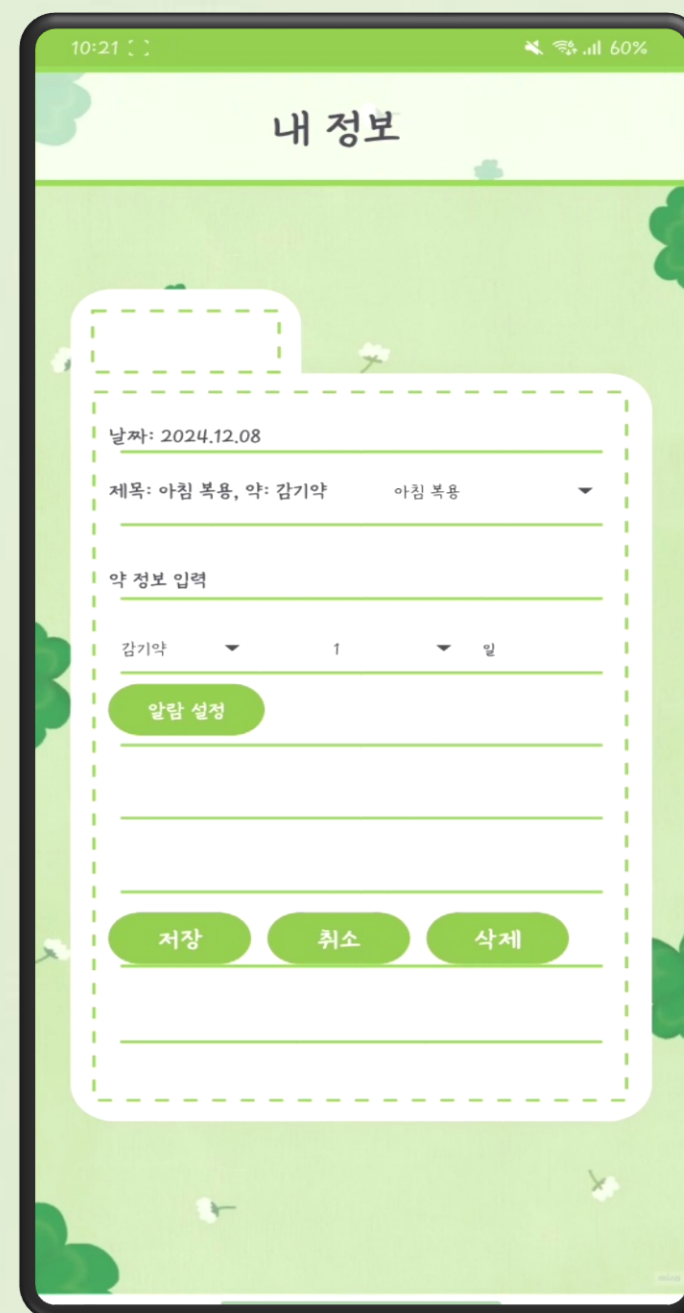 10:21 60%
내 정보
날짜: 2024.12.08
제목: 아침 복용, 약: 감기약 아침 복용
약 정보 입력
감기약 1 일
알람 설정
저장 취소 삭제